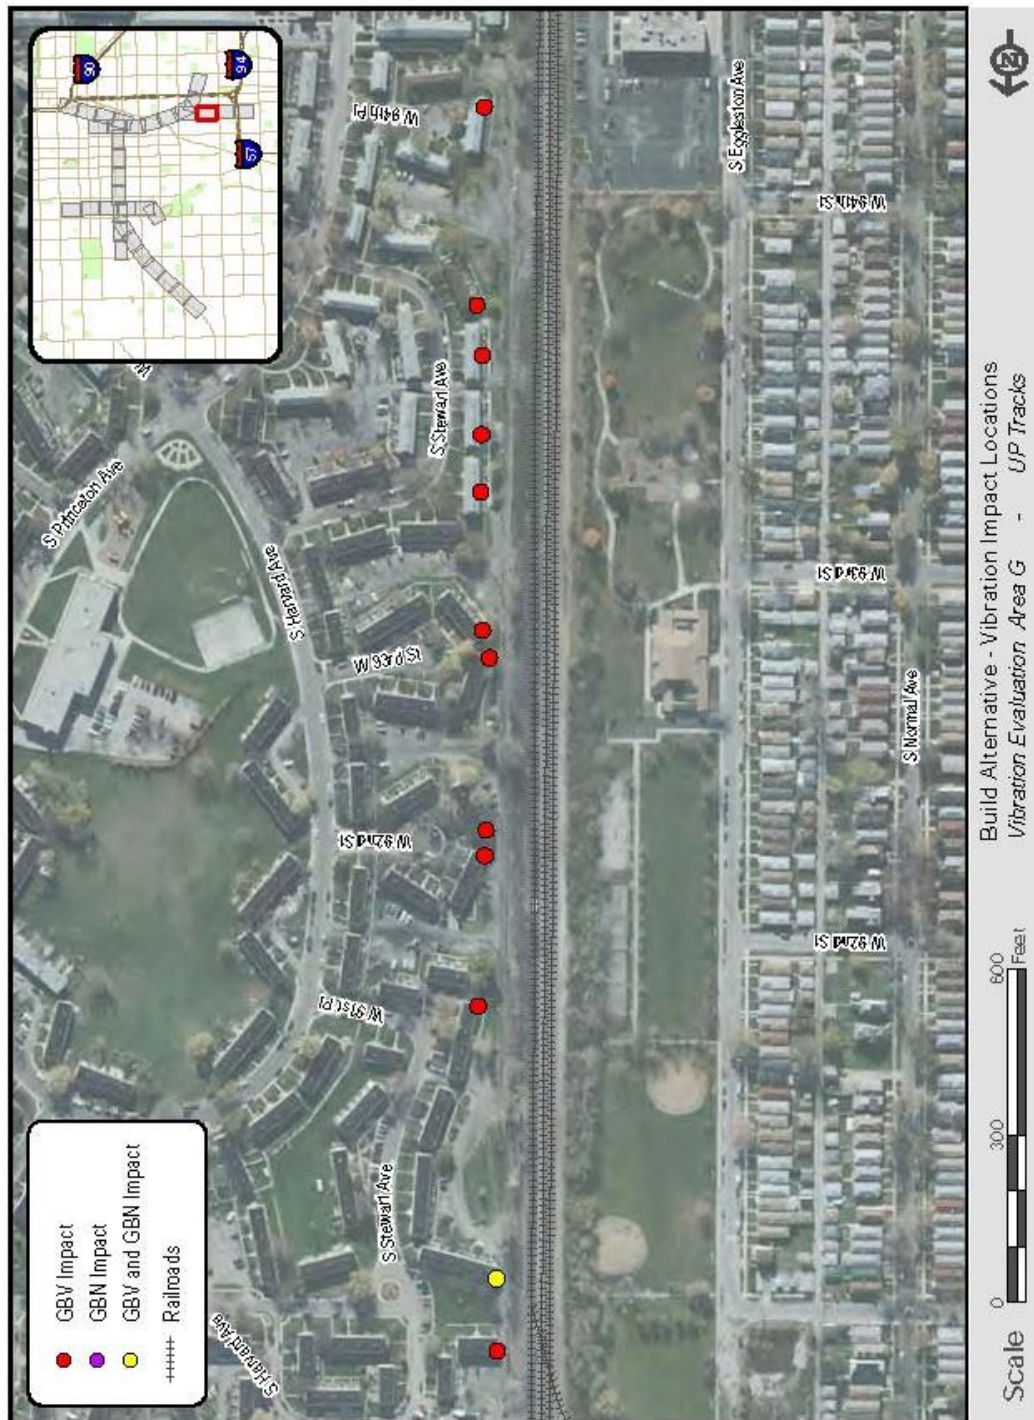 GBV Impact
GBN Impact
GBV and GBN Impact
Railroads
90
94
57
W
S Harvard Ave
S Stewart Ave
W 91st Pl
W 92nd St
W 93rd St
S Harvard Ave
S Princeton Ave
S Stewart Ave
W 94th Pl
S Eggleston Ave
W 92nd St
W 93rd St
W 94th St
S Normal Ave
Scale
0 300 600
Feet
Build Alternative - Vibration Impact Locations
Vibration Evaluation Area G - UP Tracks
N